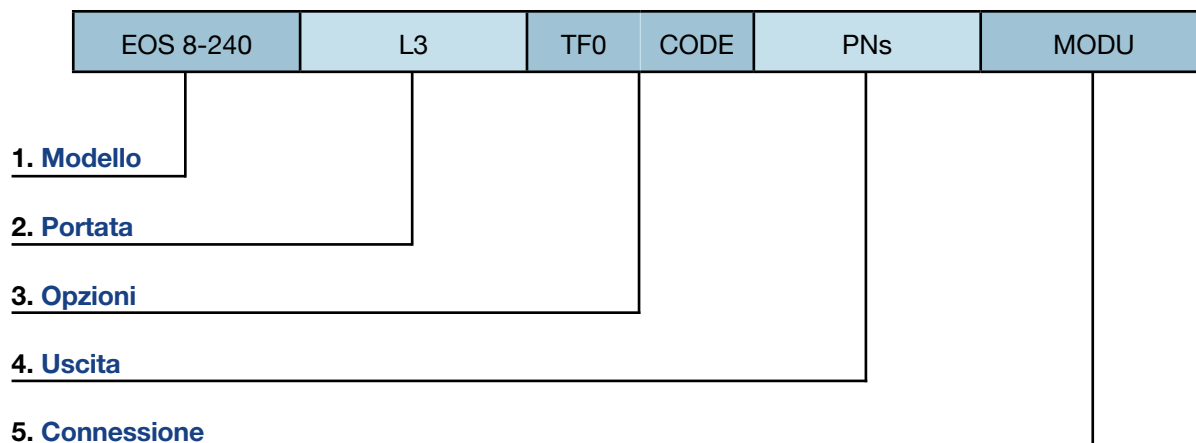 EOS 8-240 L3 TF0 CODE PNs MODU
1. Modello
2. Portata
3. Opzioni
4. Uscita
5. Connessione